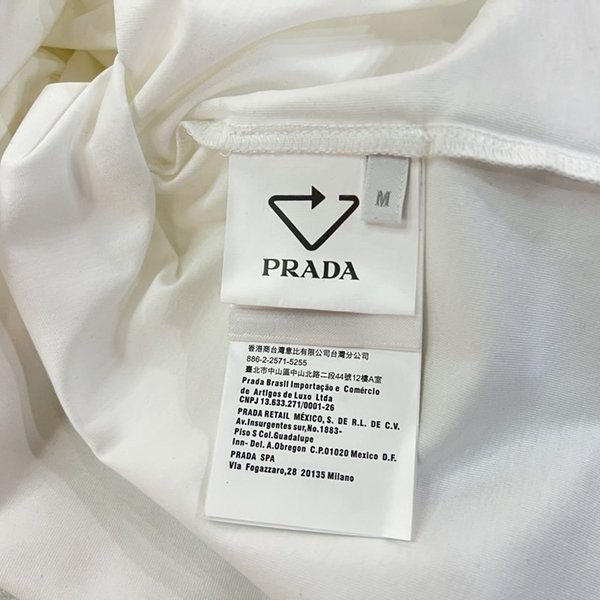 M
PRADA
香港商台灣意比有限公司台灣分公司
886-2-2571-5255
臺北市中山區中山北路二段44號12樓A室
Prada Brasil Importação e Comércio
de Artigos de Luxo Ltda
CNPJ 13.633.271/0001-26
PRADA RETAIL MÉXICO, S. DE R.L. DE C.V.
Av.Insurgentes sur,No.1883-
Piso S Col.Guadalupe
Inn- Del. A.Obregon C.P.01020 Mexico D.F.
PRADA SPA
Via Fogazzaro,28 20135 Milano